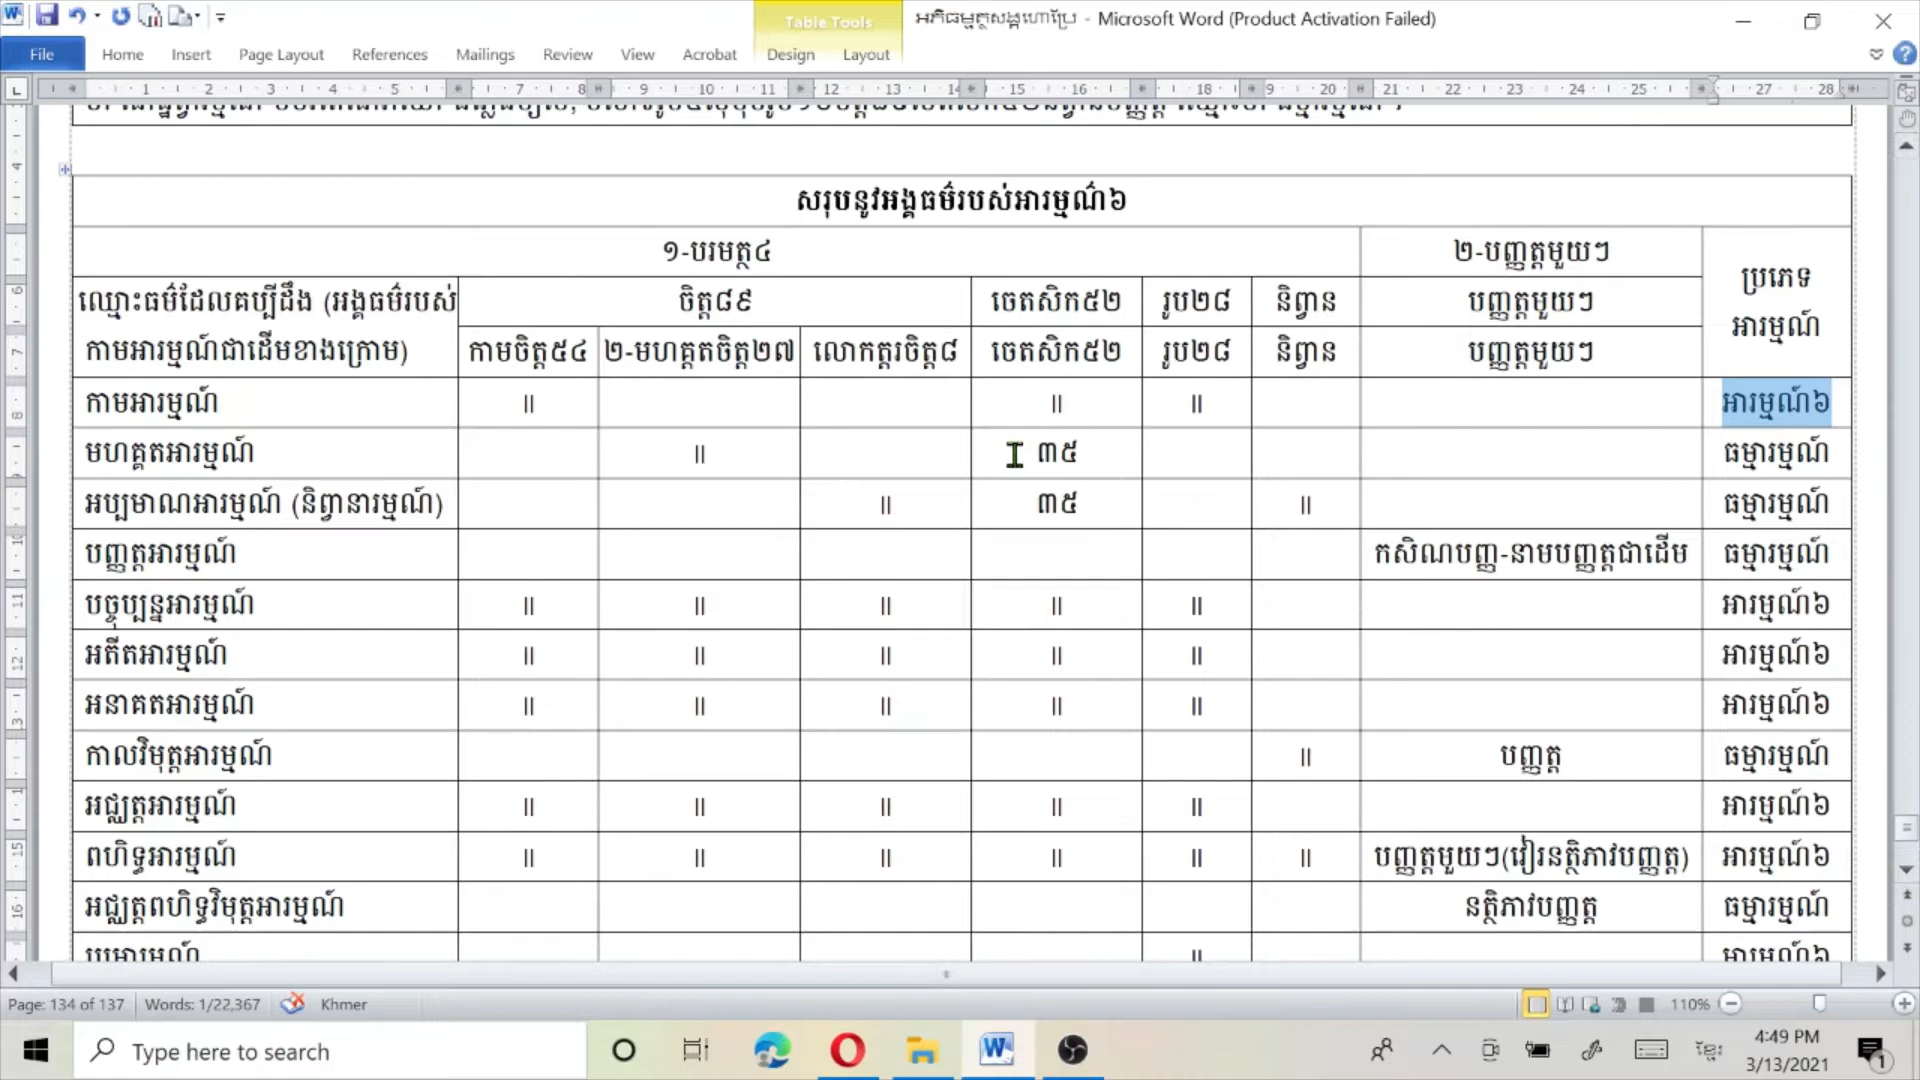 អភិធម្មត្ថសង្គហោប្រែ - Microsoft Word (Product Activation Failed)
Table Tools
File Home Insert Page Layout References Mailings Review View Acrobat Design Layout
សរុបនូវអង្គធម៌របស់អារម្មណ៌៦
១-បរមត្ថ៤ ២-បញ្ញត្តមួយៗ ប្រភេទ
ឈ្មោះធម៌ដែលគប្បីដឹង (អង្គធម៌របស់ ចិត្ត៨៩ ចេតសិក៥២ រូប២៨ និព្វាន បញ្ញត្តមួយៗ អារម្មណ៍
កាមអារម្មណ៍ជាដើមខាងក្រោម) កាមចិត្ត៥៤ ២-មហគ្គតចិត្ត២៧ លោកត្តរចិត្ត៨ ចេតសិក៥២ រូប២៨ និព្វាន បញ្ញត្តមួយៗ
កាមអារម្មណ៍ ॥ ॥ ॥ អារម្មណ៍៦
មហគ្គតអារម្មណ៍ ॥ ៣៥ ធម្មារម្មណ៍
អប្បមាណអារម្មណ៍ (និព្វានារម្មណ៍) ॥ ៣៥ ॥ ធម្មារម្មណ៍
បញ្ញត្តអារម្មណ៍ កសិណបញ្ញ-នាមបញ្ញត្តជាដើម ធម្មារម្មណ៍
បច្ចុប្បន្នអារម្មណ៍ ॥ ॥ ॥ ॥ ॥ អារម្មណ៍៦
អតីតអារម្មណ៍ ॥ ॥ ॥ ॥ ॥ អារម្មណ៍៦
អនាគតអារម្មណ៍ ॥ ॥ ॥ ॥ ॥ អារម្មណ៍៦
កាលវិមុត្តអារម្មណ៍ ॥ បញ្ញត្ត ធម្មារម្មណ៍
អជ្ឈត្តអារម្មណ៍ ॥ ॥ ॥ ॥ ॥ អារម្មណ៍៦
ពហិទ្ធអារម្មណ៍ ॥ ॥ ॥ ॥ ॥ ॥ បញ្ញត្តមួយៗ(វៀរនត្ថិភាវបញ្ញត្ត) អារម្មណ៍៦
អជ្ឈត្តពហិទ្ធវិមុត្តអារម្មណ៍ នត្ថិភាវបញ្ញត្ត ធម្មារម្មណ៍
Page: 134 of 137 Words: 1/22,367 Khmer 110%
Type here to search
4:49 PM
3/13/2021